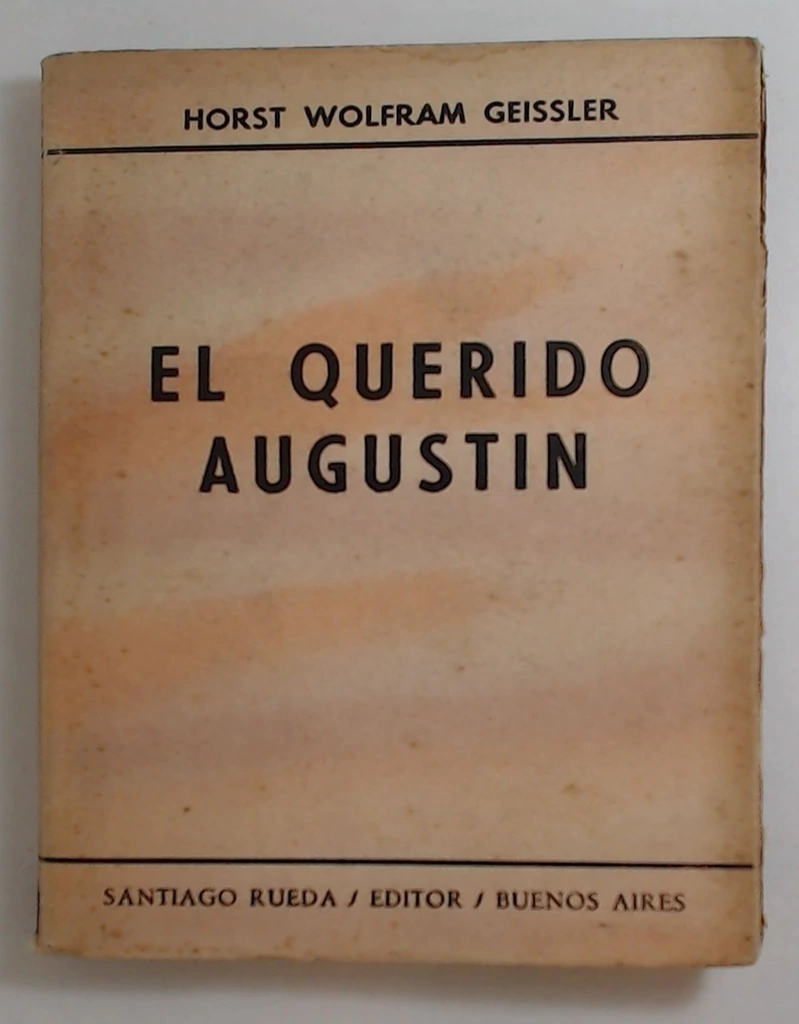 HORST WOLFRAM GEISSLER
EL QUERIDO
AUGUSTIN
SANTIAGO RUEDA / EDITOR / BUENOS AIRES